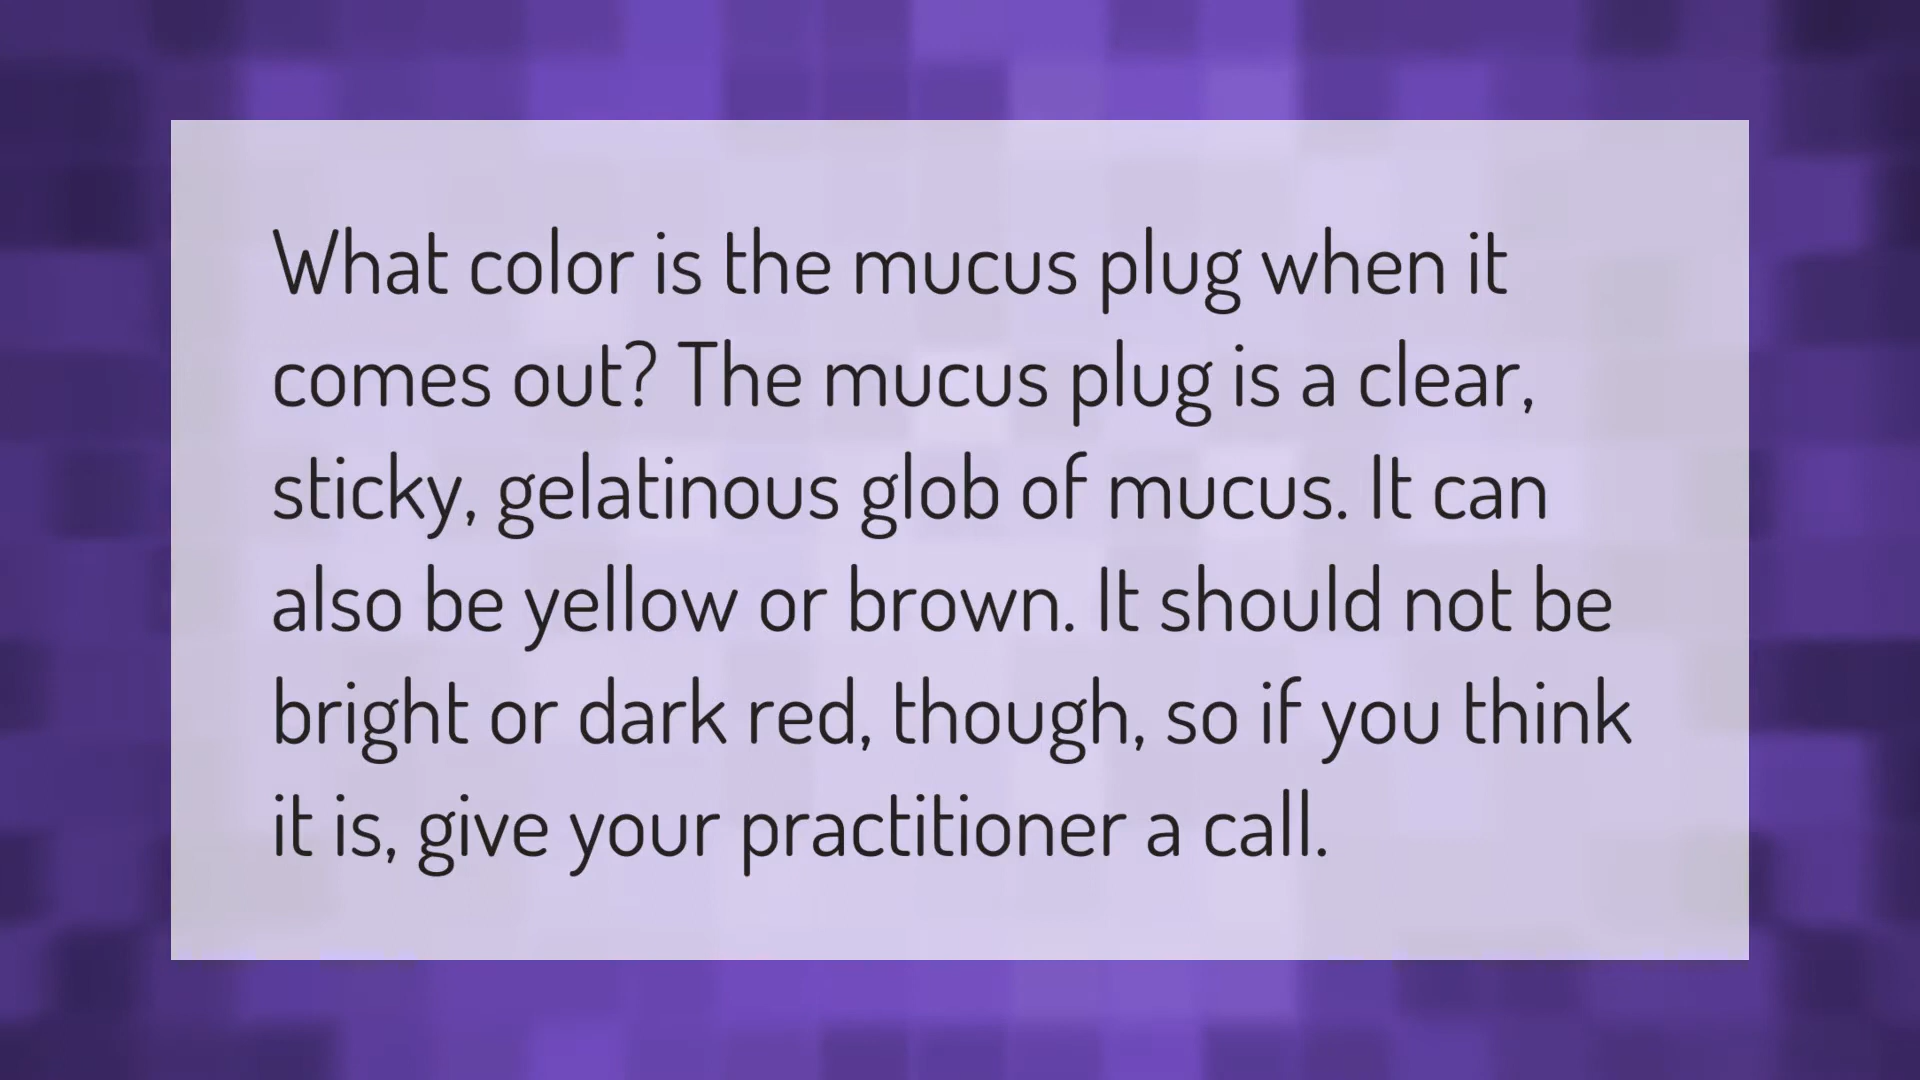 What color is the mucus plug when it
comes out? The mucus plug is a clear,
sticky, gelatinous glob of mucus. It can
also be yellow or brown. It should not be
bright or dark red, though, so if you think
it is, give your practitioner a call.